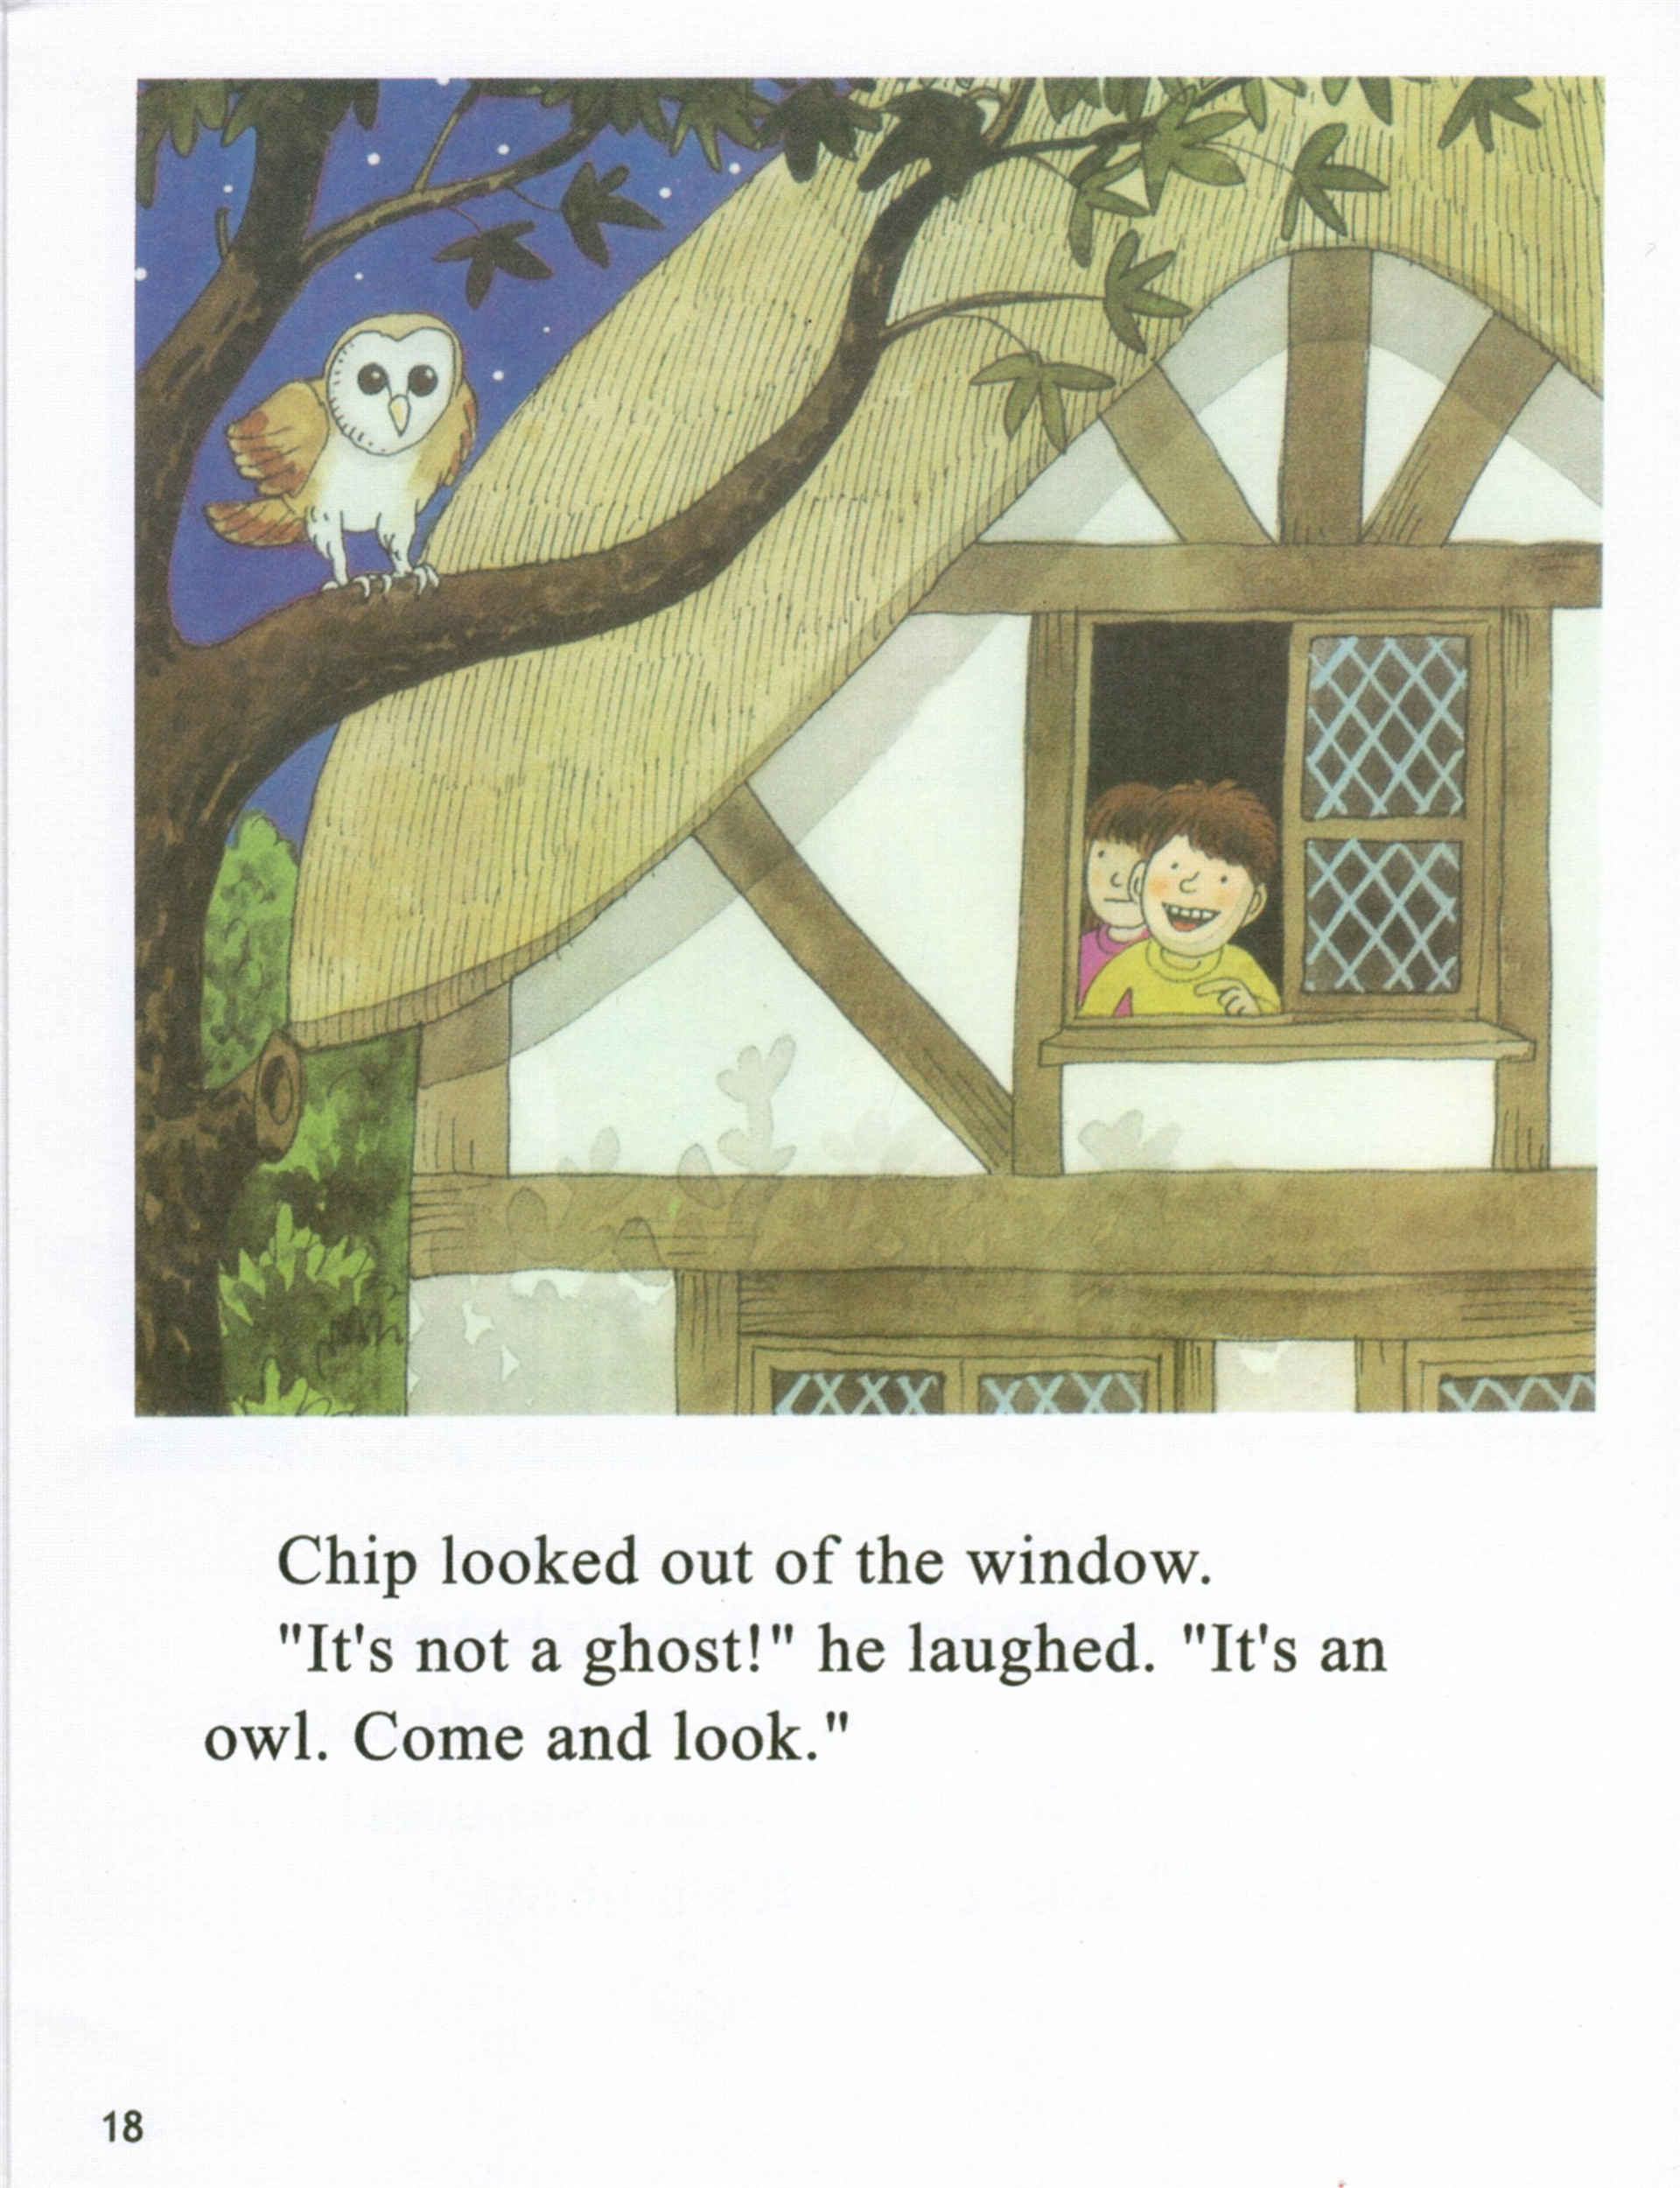 Chip looked out of the window.
"It's not a ghost!" he laughed. "It's an
owl. Come and look."
18